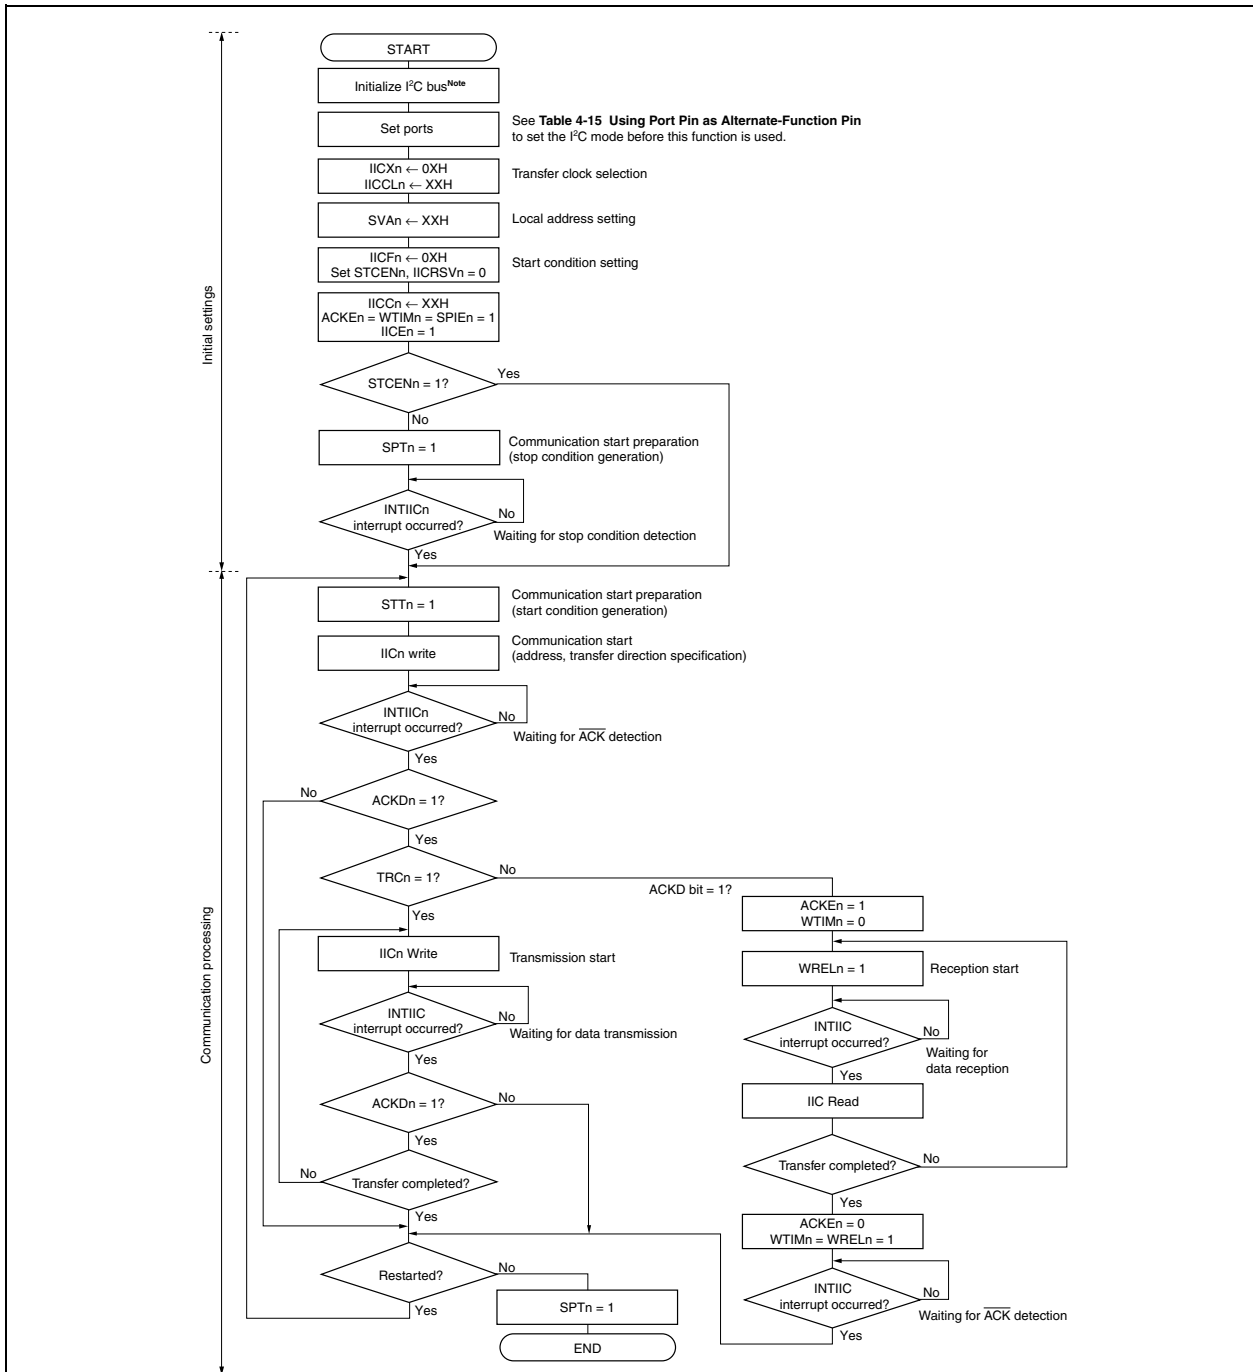 START
Initialize I²C bus^Note
Set ports
See Table 4-15 Using Port Pin as Alternate-Function Pin
to set the I²C mode before this function is used.
IICXn ← 0XH
IICCLn ← XXH
Transfer clock selection
SVAn ← XXH
Local address setting
IICFn ← 0XH
Set STCENn, IICRSVn = 0
Start condition setting
IICCn ← XXH
ACKEn = WTIMn = SPIEn = 1
IICEn = 1
Initial settings
STCENn = 1?
Yes
No
SPTn = 1
Communication start preparation
(stop condition generation)
INTIICn
interrupt occurred?
No
Waiting for stop condition detection
Yes
STTn = 1
Communication start preparation
(start condition generation)
IICn write
Communication start
(address, transfer direction specification)
INTIICn
interrupt occurred?
No
Waiting for A̅C̅K̅ detection
Yes
No
ACKDn = 1?
Yes
TRCn = 1?
No
ACKD bit = 1?
Yes
Communication processing
IICn Write
Transmission start
INTIIC
interrupt occurred?
No
Waiting for data transmission
Yes
ACKDn = 1?
No
Yes
No
Transfer completed?
Yes
Restarted?
No
Yes
SPTn = 1
END
ACKEn = 1
WTIMn = 0
WRELn = 1
Reception start
INTIIC
interrupt occurred?
No
Waiting for
data reception
Yes
IIC Read
Transfer completed?
No
Yes
ACKEn = 0
WTIMn = WRELn = 1
INTIIC
interrupt occurred?
No
Waiting for A̅C̅K̅ detection
Yes